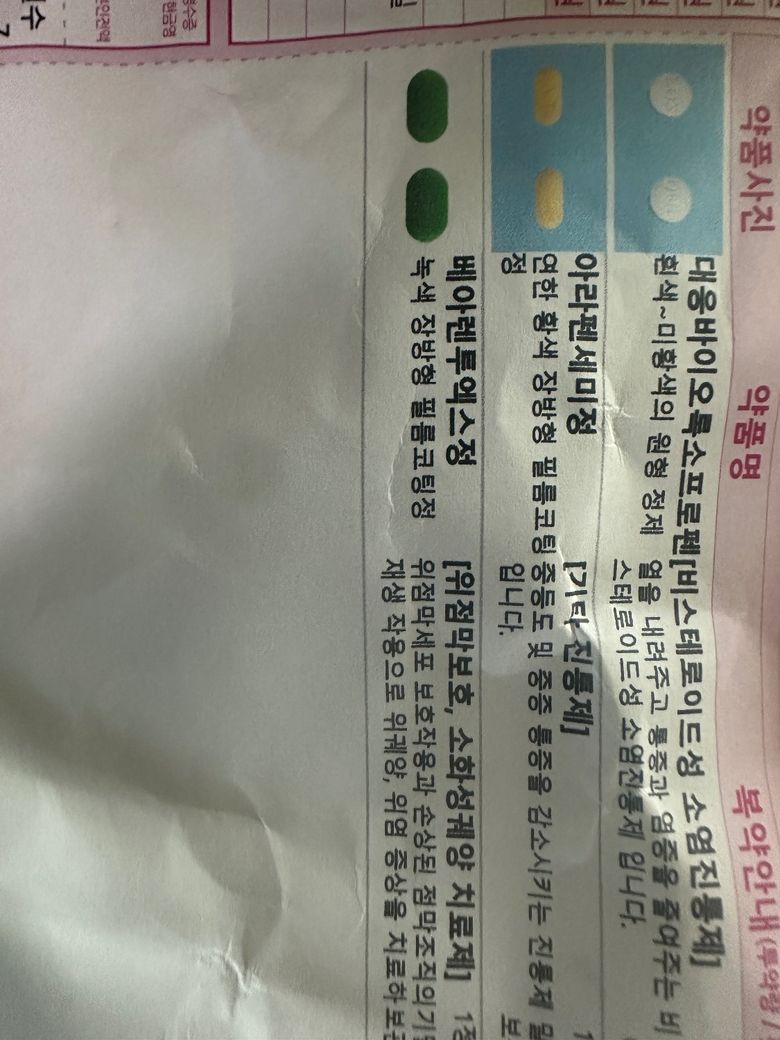 약품사진 약품명 복약안내 (투약량 /
대웅바이오록소프로펜 [비스테로이드성 소염진통제]
흰색~미황색의 원형 정제 열을 내려주고 통증과 염증을 줄여주는 비
스테로이드성 소염진통제 입니다.
아라펜세미정 [기타 진통제]
연한 황색 장방형 필름코팅 중등도 및 중증 통증을 감소시키는 진통제
정 입니다.
베아렌투엑스정 [위점막보호, 소화성궤양 치료제] 1정
녹색 장방형 필름코팅정 위점막세포 보호작용과 손상된 점막조직의
재생 작용으로 위궤양, 위염 증상을 치료하